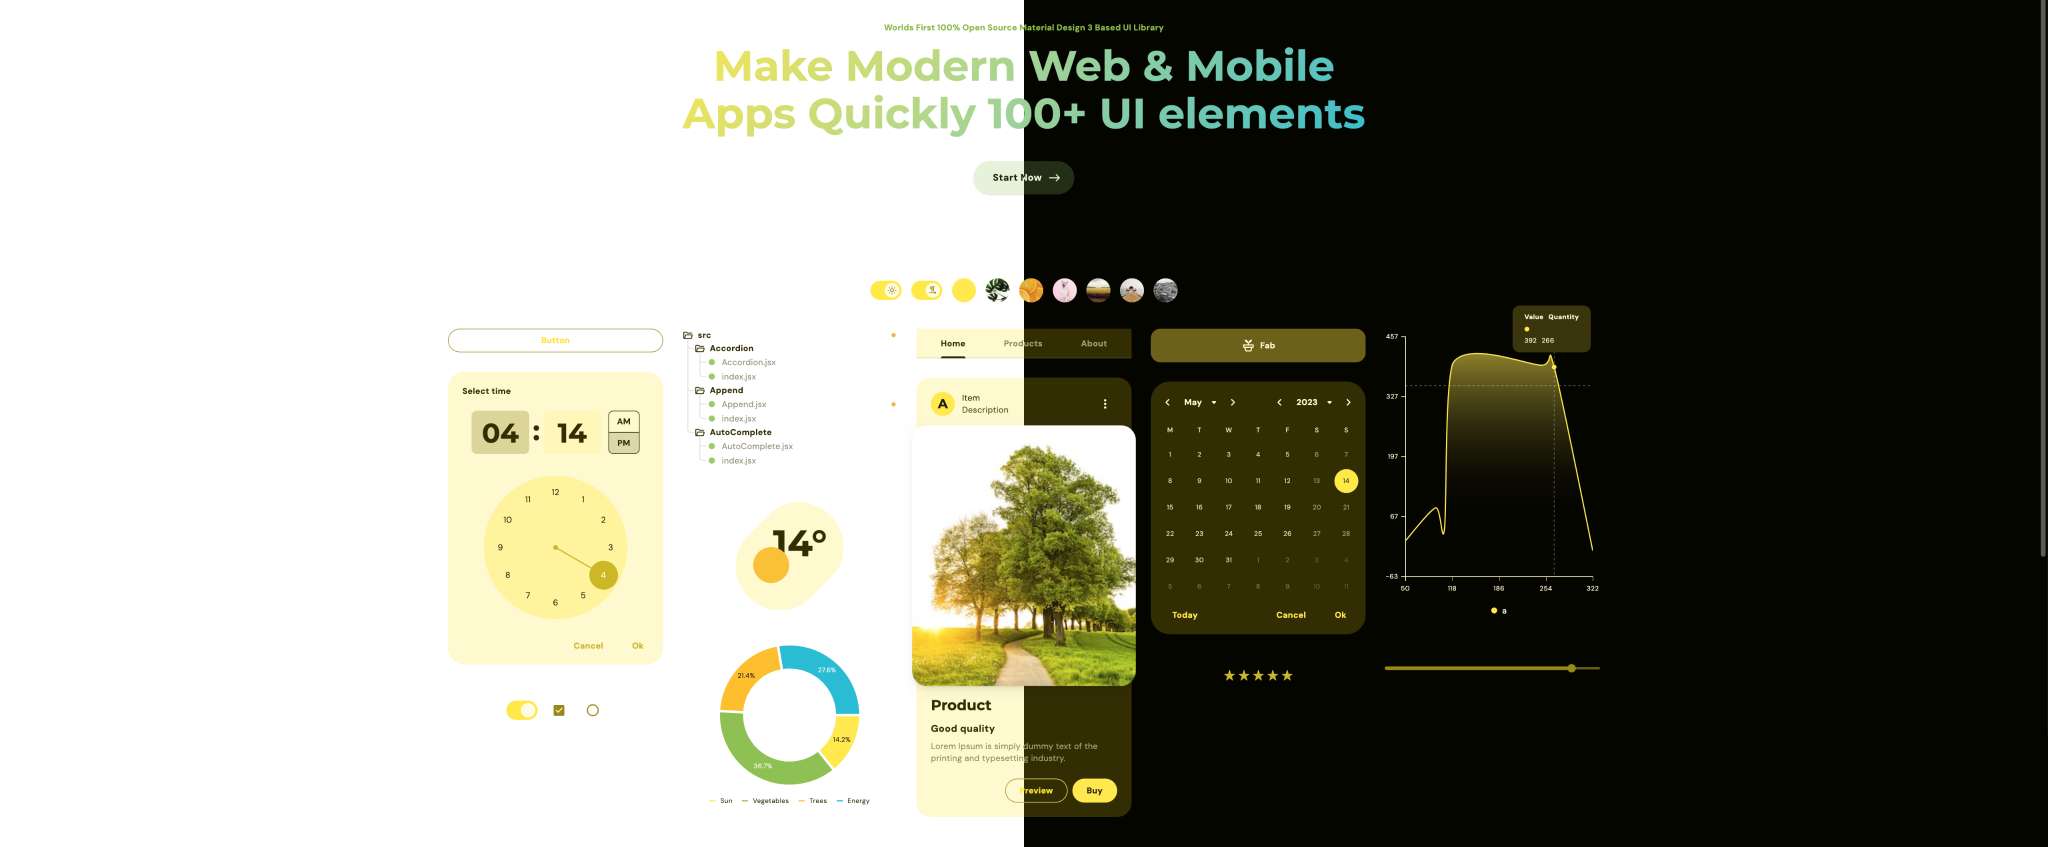 Worlds First 100% Open Source Material Design 3 Based UI Library
Make Modern Web & Mobile
Apps Quickly 100+ UI elements
Start Now
Button
Select time
04 : 14
AM
PM
12
1
2
3
4
5
6
7
8
9
10
11
Cancel Ok
src
Accordion
Accordion.jsx
index.jsx
Append
Append.jsx
index.jsx
AutoComplete
AutoComplete.jsx
index.jsx
14°
27.8%
14.2%
36.7%
21.4%
Sun Vegetables Trees Energy
Home Products About
A
Item
Description
Product
Good quality
Lorem Ipsum is simply dummy text of the
printing and typesetting industry.
Preview Buy
Fab
May 2023
M T W T F S S
1 2 3 4 5 6 7
8 9 10 11 12 13 14
15 16 17 18 19 20 21
22 23 24 25 26 27 28
29 30 31 1 2 3 4
5 6 7 8 9 10 11
Today Cancel Ok
Value Quantity
392 266
457
327
197
67
-63
50 118 186 254 322
a